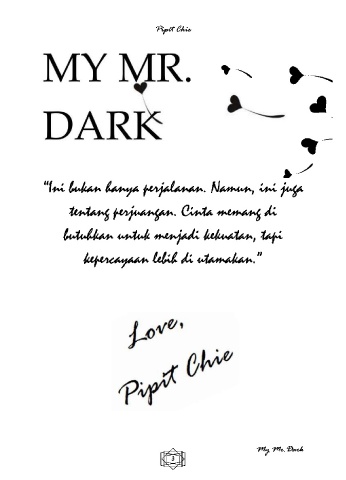 Pipit Chie
MY MR.
DARK
"Ini bukan hanya perjalanan. Namun, ini juga
tentang perjuangan. Cinta memang di
butuhkan untuk menjadi kekuatan, tapi
kepercayaan lebih di utamakan."
Love,
Pipit Chie
My Mr. Dark
3